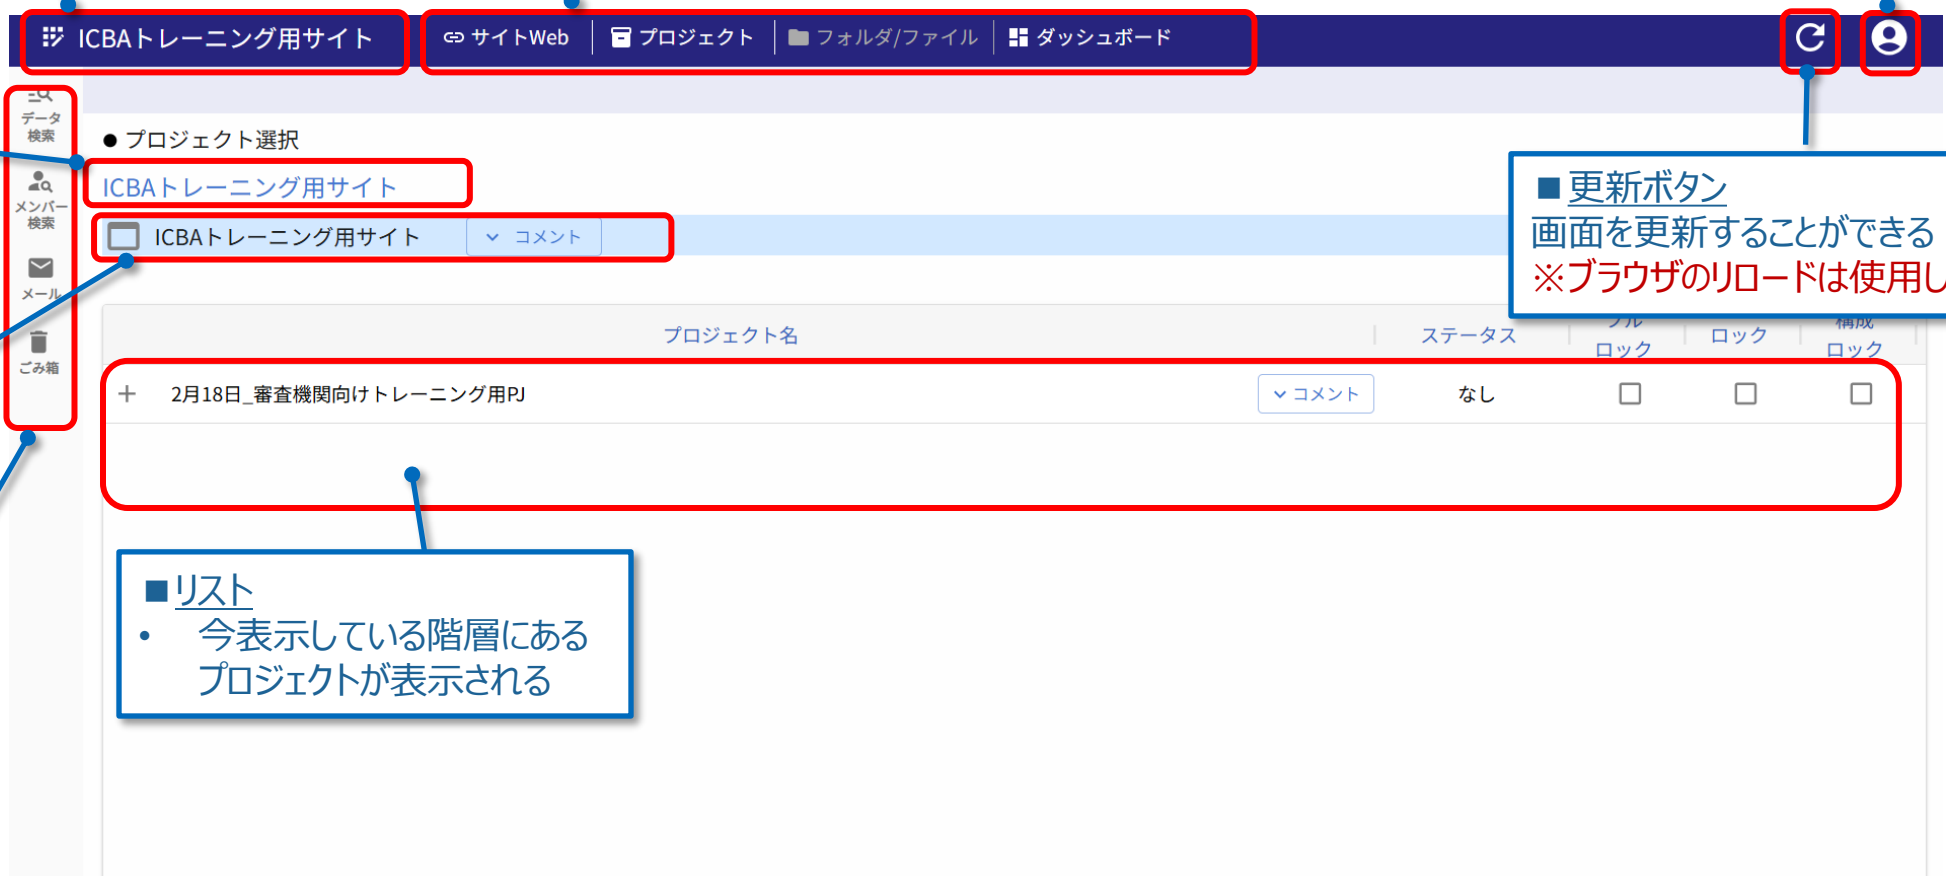 ICBAトレーニング用サイト
サイトWeb
プロジェクト
フォルダ/ファイル
ダッシュボード
データ
検索
メンバー
検索
メール
ごみ箱
● プロジェクト選択
ICBAトレーニング用サイト
ICBAトレーニング用サイト
コメント
■更新ボタン
画面を更新することができる
※ブラウザのリロードは使用し
プロジェクト名
ステータス
フル
ロック
ロック
構成
ロック
2月18日_審査機関向けトレーニング用PJ
コメント
なし
■リスト
• 今表示している階層にある
プロジェクトが表示される